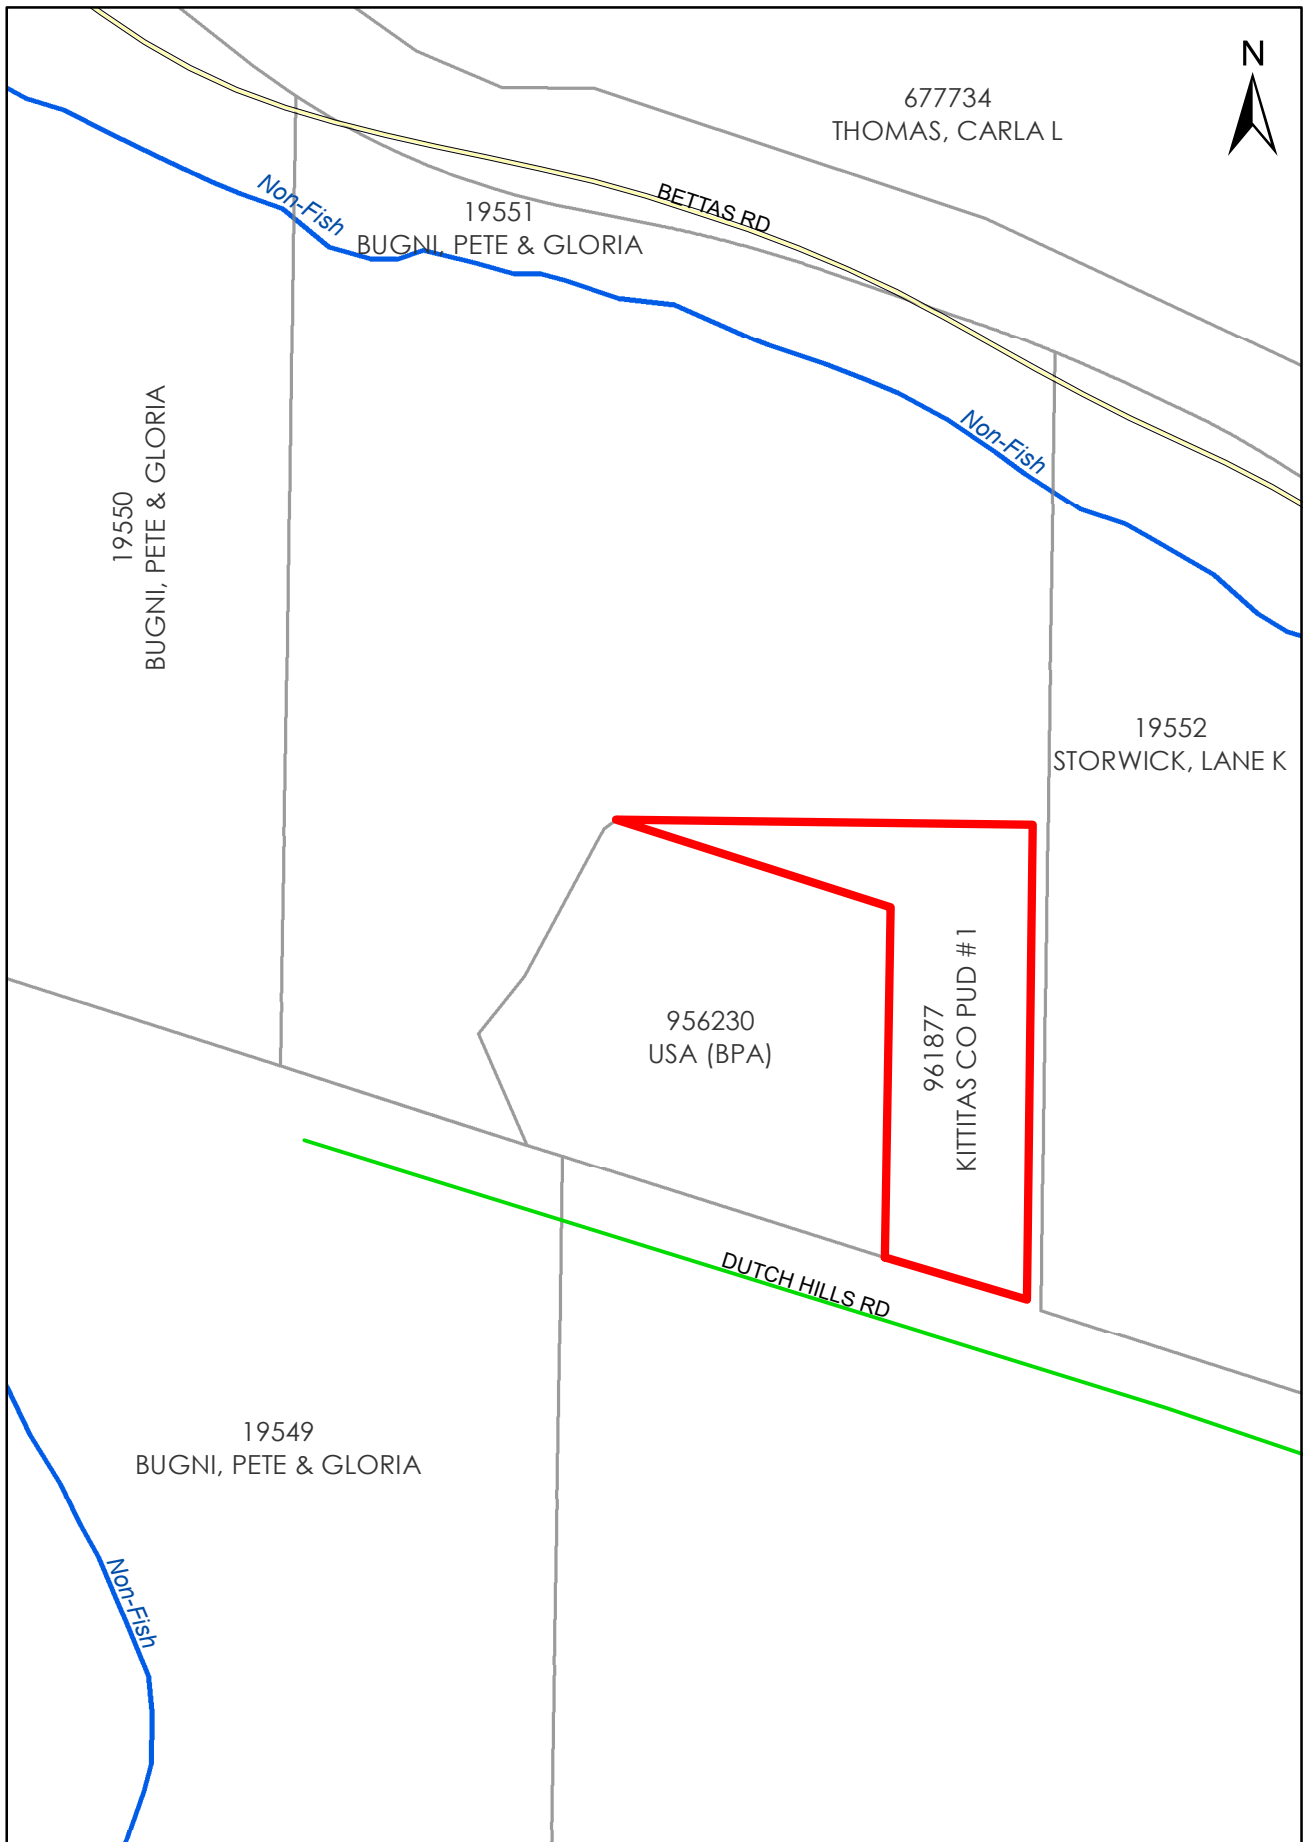 N
677734
THOMAS, CARLA L
BETTAS RD
Non-Fish
19551
BUGNI, PETE & GLORIA
19550
BUGNI, PETE & GLORIA
Non-Fish
19552
STORWICK, LANE K
956230
USA (BPA)
961877
KITTITAS CO PUD #1
DUTCH HILLS RD
19549
BUGNI, PETE & GLORIA
Non-Fish